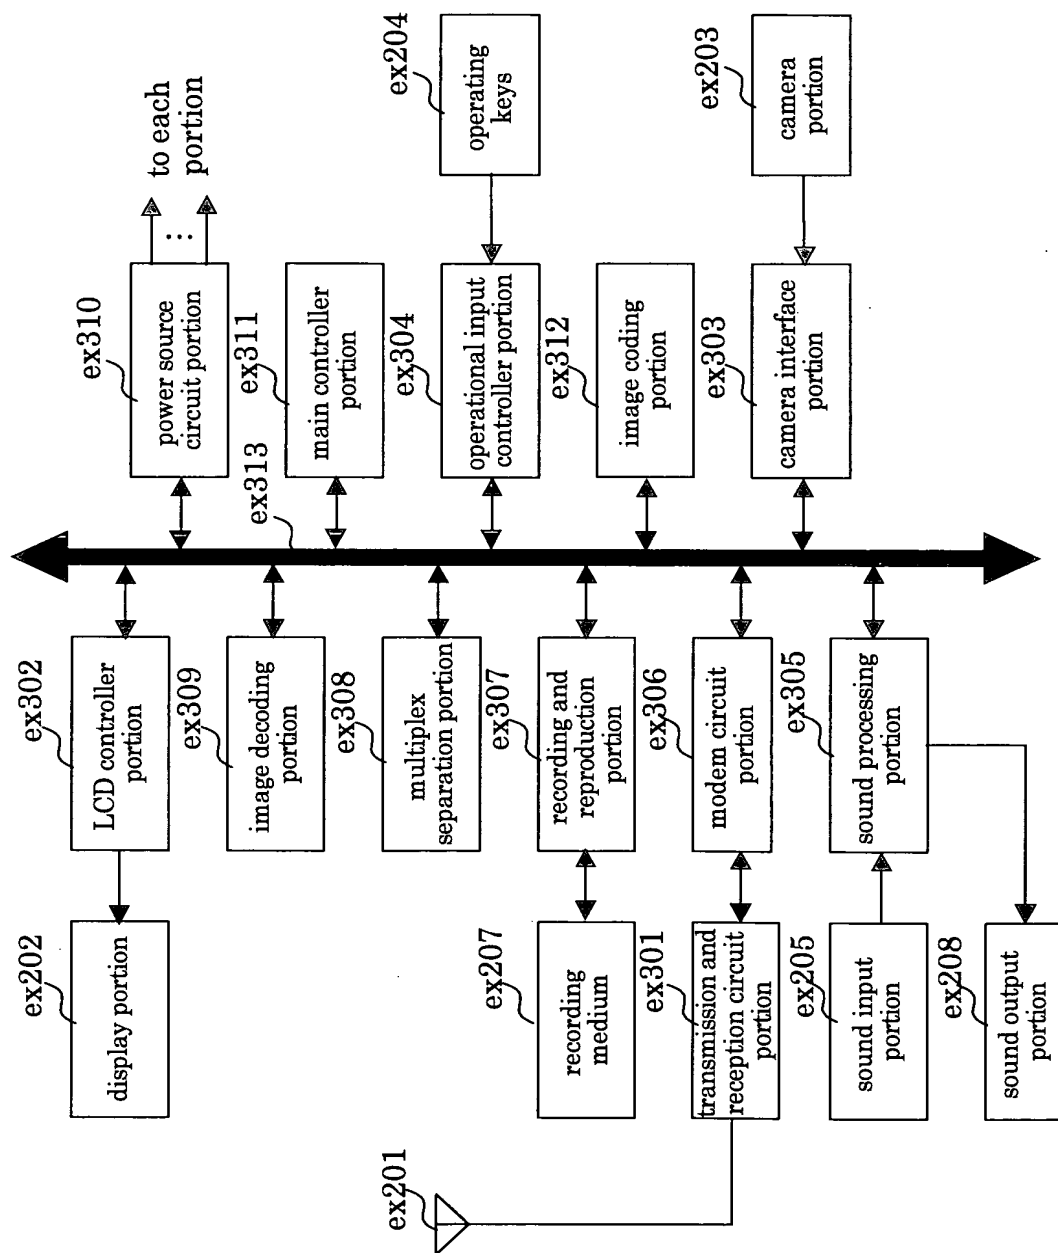 ex204
operating
keys
ex203
camera
portion
to each
portion
ex310
power source
circuit portion
ex311
main controller
portion
ex304
operational input
controller portion
ex312
image coding
portion
ex303
camera interface
portion
ex313
ex302
LCD controller
portion
ex309
image decoding
portion
ex308
multiplex
separation portion
ex307
recording and
reproduction portion
ex306
modem circuit
portion
ex305
sound processing
portion
ex202
display portion
ex207
recording
medium
ex301
transmission and
reception circuit
portion
ex205
sound input
portion
ex208
sound output
portion
ex201